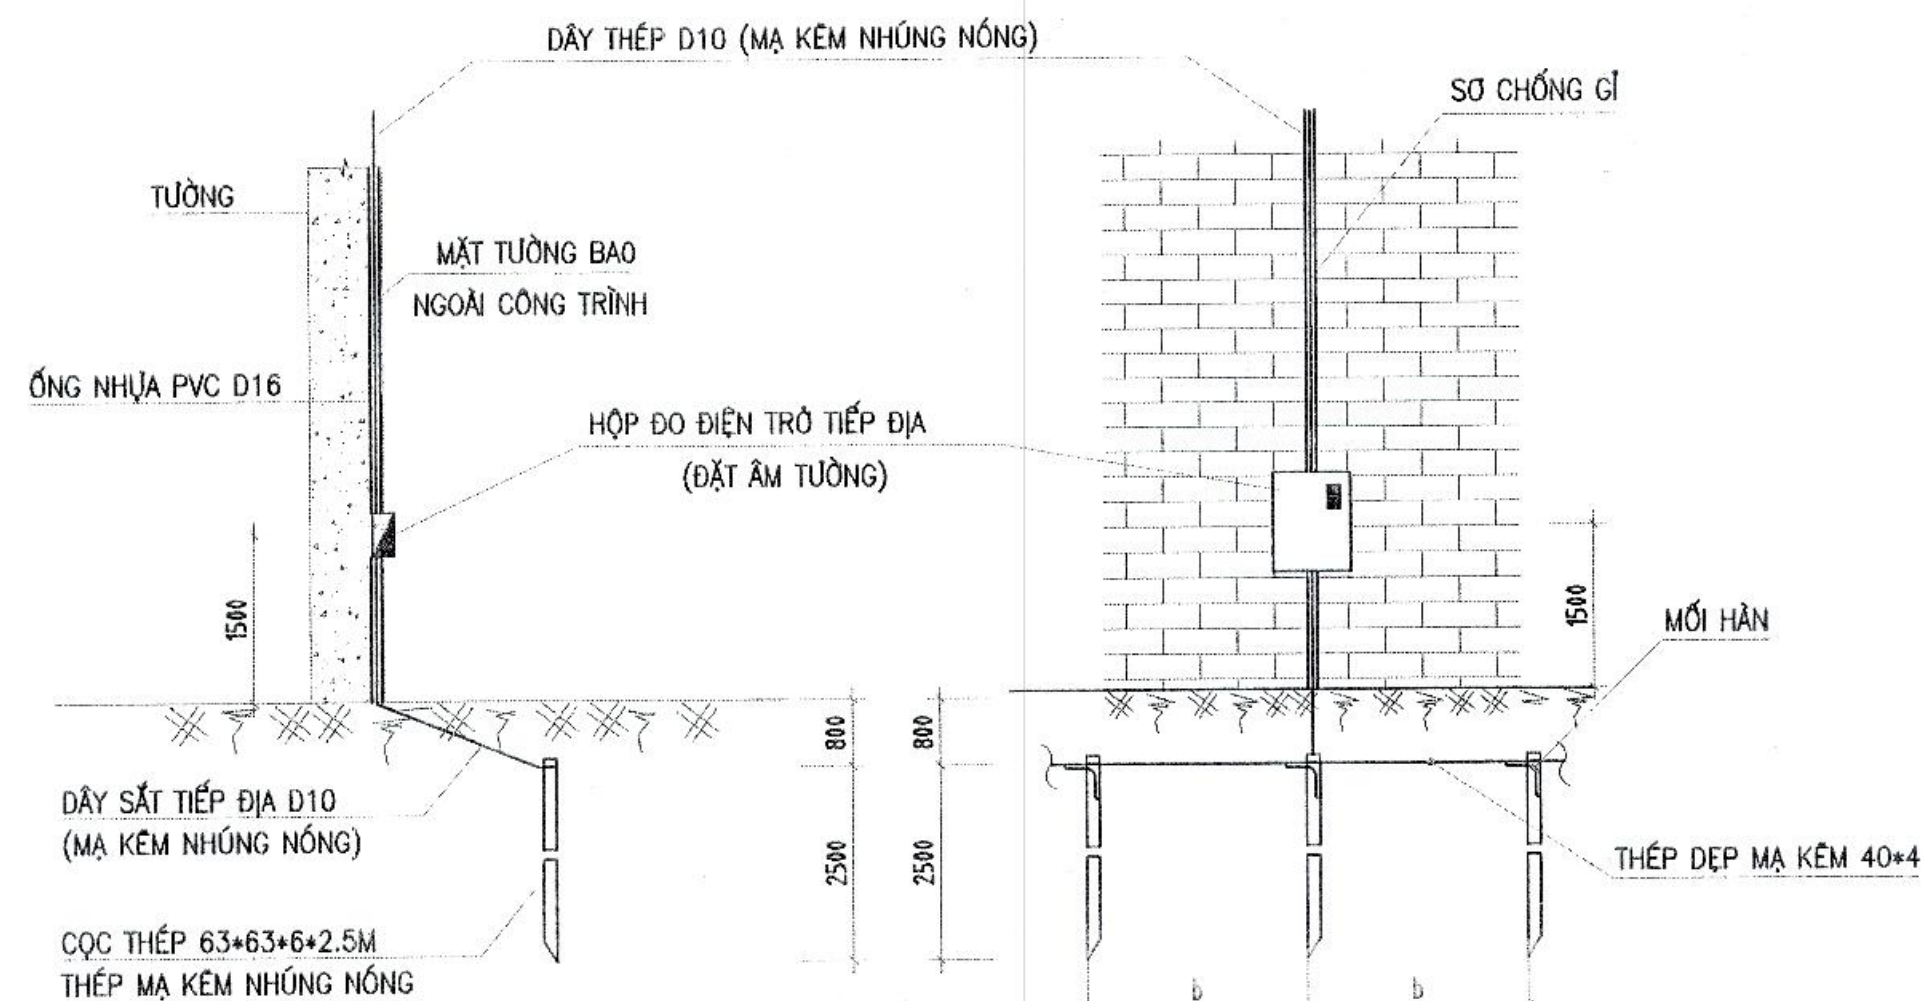 DÂY THÉP D10 (MẠ KẼM NHÚNG NÓNG)
SƠ CHỐNG GỈ
TƯỜNG
MẶT TƯỜNG BAO
NGOÀI CÔNG TRÌNH
ỐNG NHỰA PVC D16
HỘP ĐO ĐIỆN TRỞ TIẾP ĐỊA
(ĐẶT ÂM TƯỜNG)
1500
1500
MỐI HÀN
800
800
DÂY SẮT TIẾP ĐỊA D10
(MẠ KẼM NHÚNG NÓNG)
2500
2500
THÉP DẸP MẠ KẼM 40*4
CỌC THÉP 63*63*6*2.5M
THÉP MẠ KẼM NHÚNG NÓNG
b
b